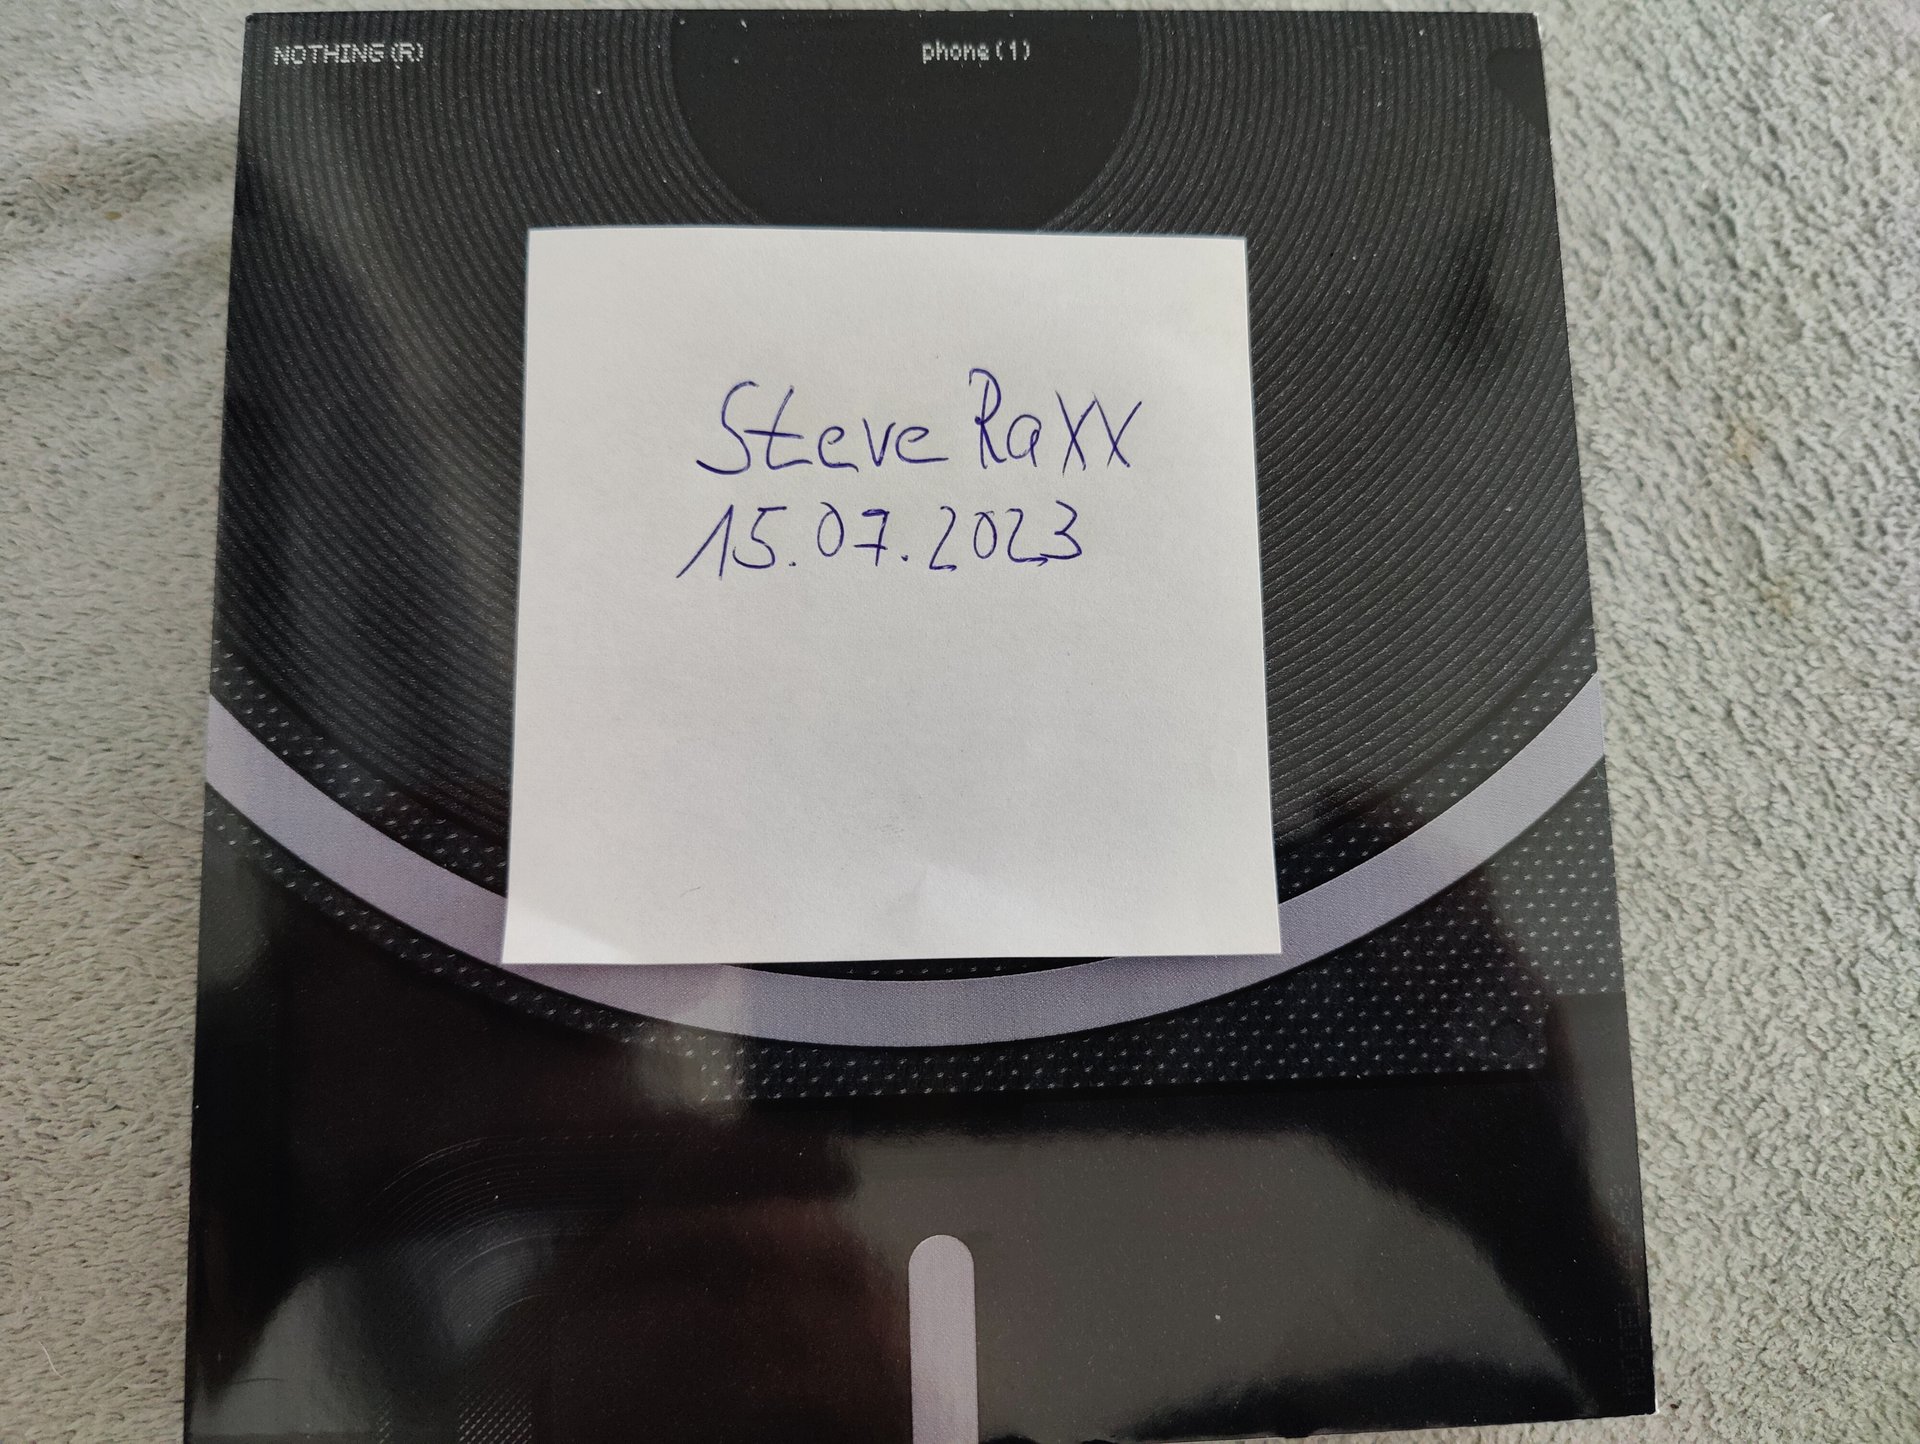 NOTHING(R) phone(1)
Steve RaXX
15.07.2023